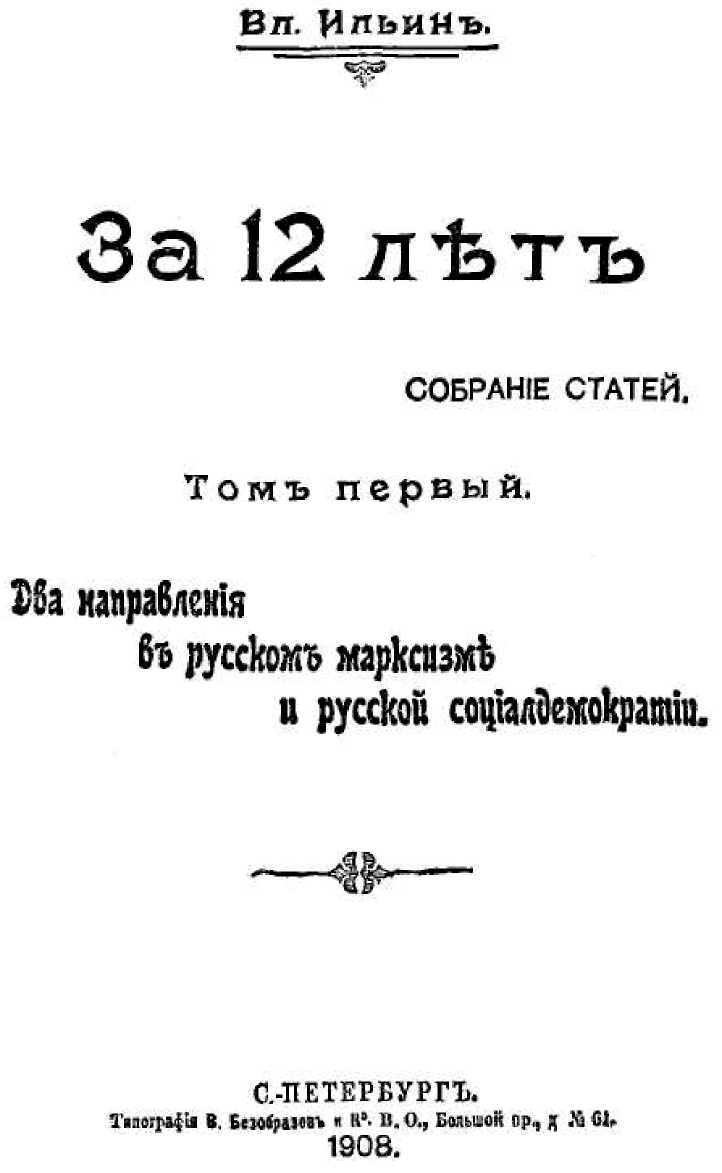 Вл. Ильинъ.
За 12 лѣтъ
СОБРАНІЕ СТАТЕЙ.
Томъ первый.
Два направленія
въ русскомъ марксизмѣ
и русской соціалдемократіи.
С.-ПЕТЕРБУРГЪ.
Типографія В. Безобразовъ и Кº. В. О., Большой пр., д № 61.
1908.